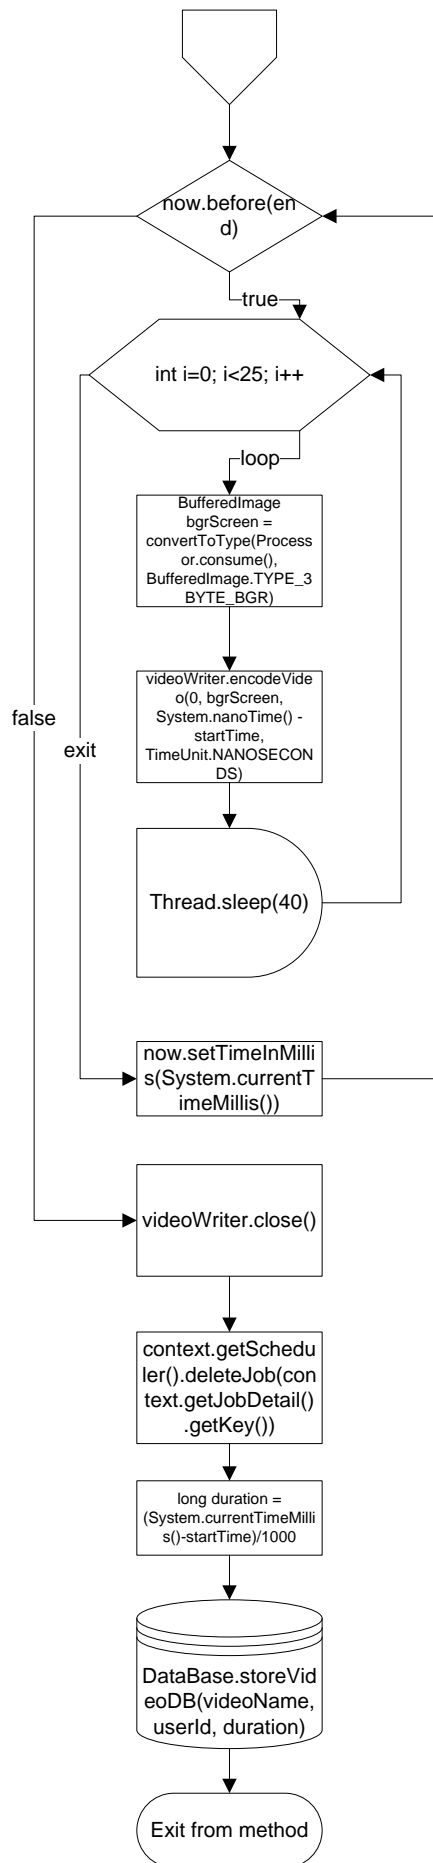 now.before(en
d)
true
int i=0; i<25; i++
loop
BufferedImage
bgrScreen =
convertToType(Process
or.consume(),
BufferedImage.TYPE_3
BYTE_BGR)
videoWriter.encodeVide
o(0, bgrScreen,
System.nanoTime() -
startTime,
TimeUnit.NANOSECON
DS)
false
exit
Thread.sleep(40)
now.setTimeInMilli
s(System.currentT
imeMillis())
videoWriter.close()
context.getSchedu
ler().deleteJob(con
text.getJobDetail()
.getKey())
long duration =
(System.currentTimeMilli
s()-startTime)/1000
DataBase.storeVid
eoDB(videoName,
userId, duration)
Exit from method